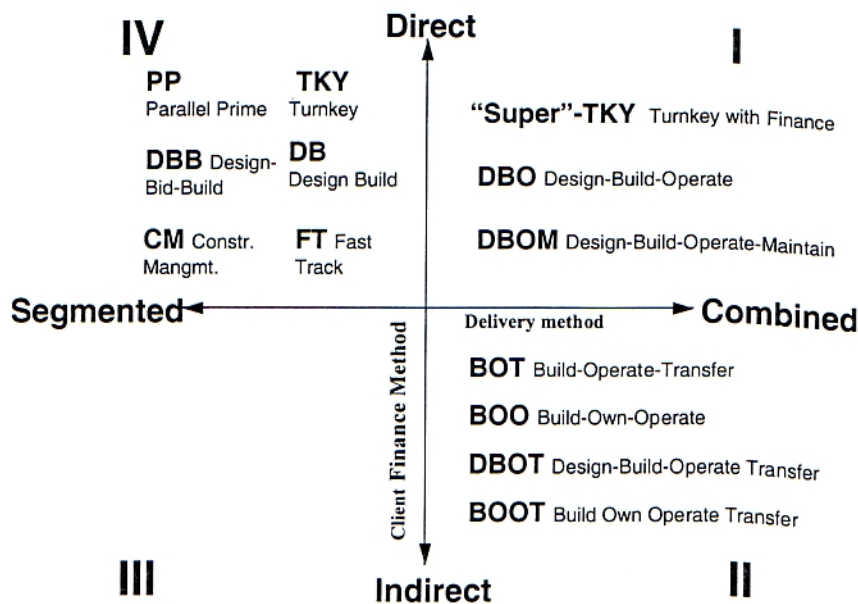 IV
Direct
I
PP
Parallel Prime
TKY
Turnkey
DBB Design-
Bid-Build
DB
Design Build
CM Constr.
Mangmt.
FT Fast
Track
"Super"-TKY Turnkey with Finance
DBO Design-Build-Operate
DBOM Design-Build-Operate-Maintain
Segmented
Delivery method
Combined
Client Finance Method
BOT Build-Operate-Transfer
BOO Build-Own-Operate
DBOT Design-Build-Operate Transfer
BOOT Build Own Operate Transfer
III
Indirect
II